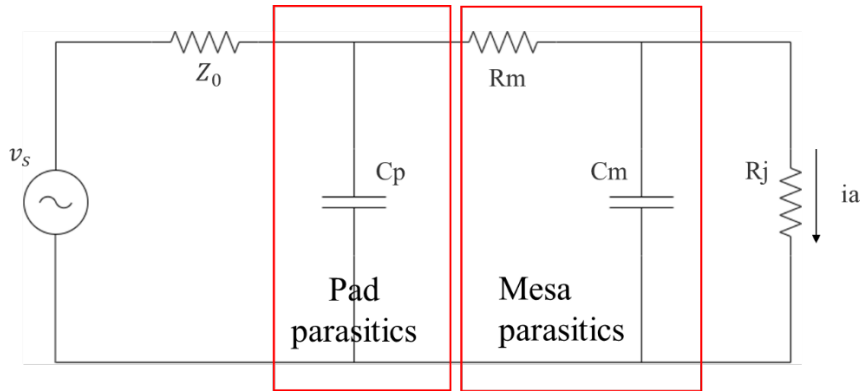 Z₀
Rm
vₛ
Cp
Cm
Rj
ia
Pad
parasitics
Mesa
parasitics